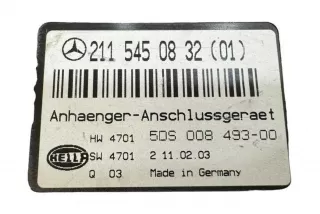 211 545 08 32 (01)
Anhaenger-Anschlussgeraet
HW 4701 5DS 008 493-00
HELLA SW 4701 2 11.02.03
Q 03 Made in Germany